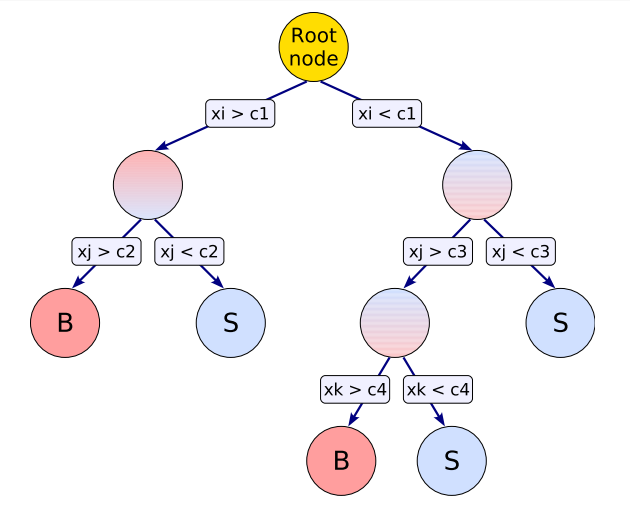 Root
node
xi > c1
xi < c1
xj > c2
xj < c2
xj > c3
xj < c3
B
S
S
xk > c4
xk < c4
B
S